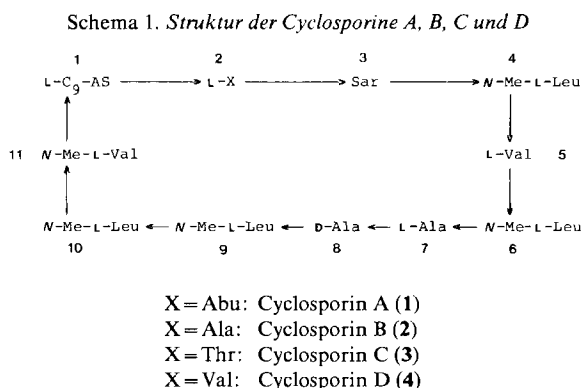 Schema 1. Struktur der Cyclosporine A, B, C und D
1 2 3 4
L-C9-AS → L-X → Sar → N-Me-L-Leu
11 N-Me-L-Val L-Val 5
N-Me-L-Leu ← N-Me-L-Leu ← D-Ala ← L-Ala ← N-Me-L-Leu
10 9 8 7 6
X=Abu: Cyclosporin A (1)
X=Ala: Cyclosporin B (2)
X=Thr: Cyclosporin C (3)
X=Val: Cyclosporin D (4)